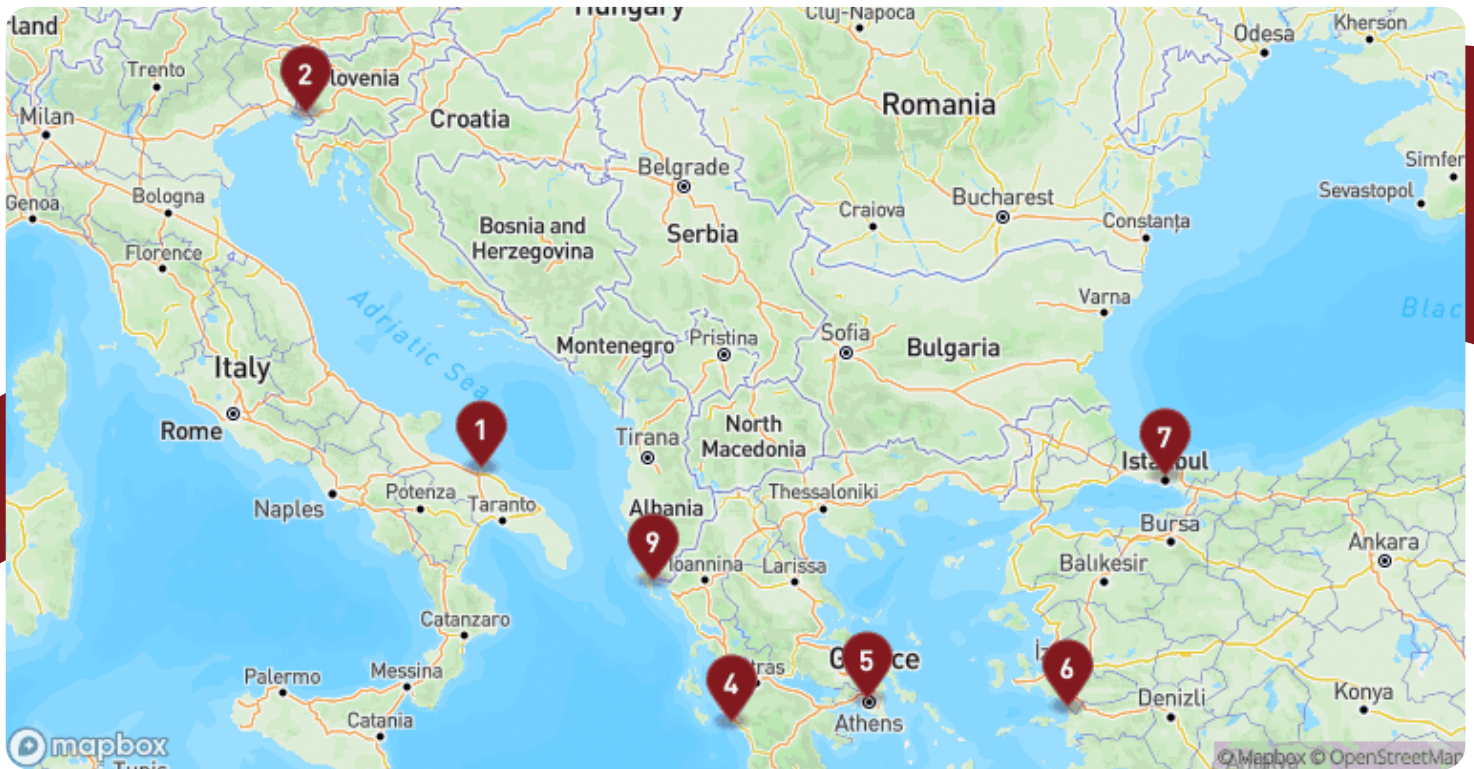 Hungary
Cluj-Napoca
Kherson
Odesa
rland
Trento
2
lovenia
Milan
Croatia
Romania
Belgrade
Simfer
Sevastopol
Genoa
Bologna
Craiova
Bucharest
Constanța
Bosnia and
Herzegovina
Serbia
Florence
Adriatic Sea
Varna
Blac
Montenegro
Pristina
Sofia
Bulgaria
Italy
Rome
1
Tirana
North
Macedonia
7
Istanbul
Naples
Potenza
Taranto
Albania
Thessaloniki
Bursa
9
Ioannina
Larissa
Balıkesir
Ankara
Catanzaro
Palermo
Messina
4
tras
G
5
ce
Athens
İz
6
Denizli
Konya
Catania
mapbox
© Mapbox © OpenStreetMap